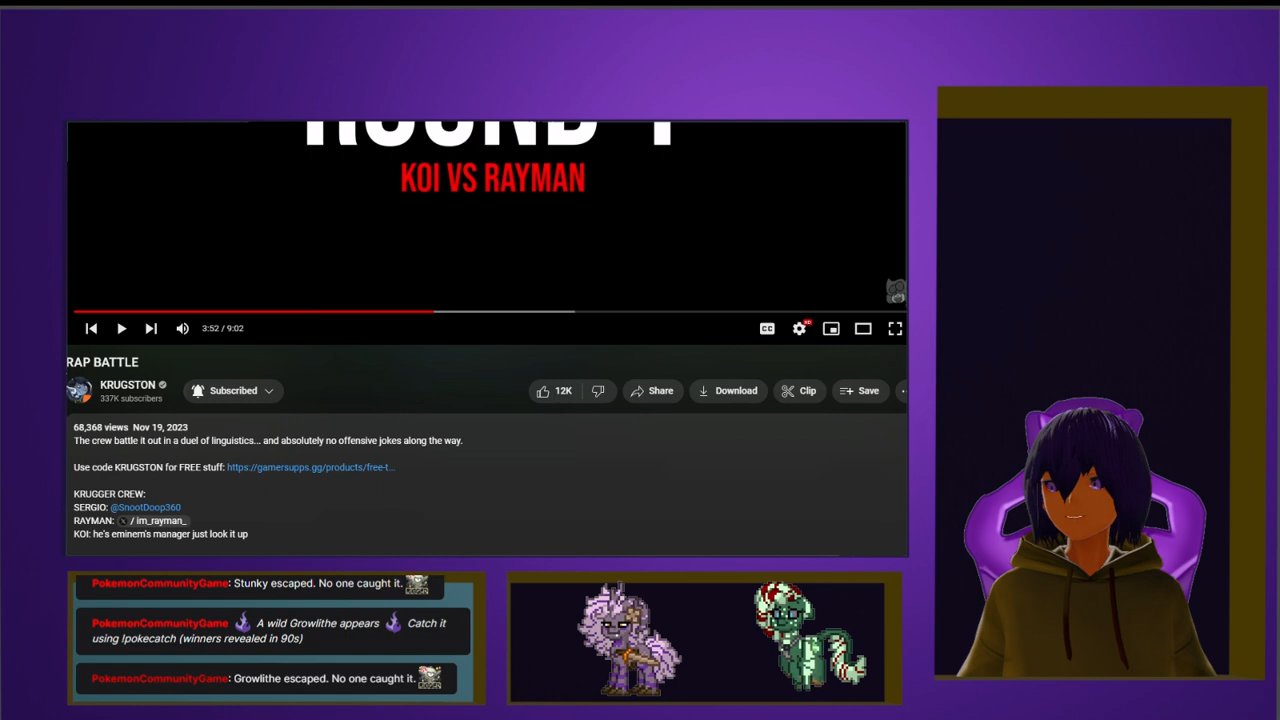 ROUND 1
KOI VS RAYMAN
3:52 / 9:02
CC
HD
RAP BATTLE
KRUGSTON
337K subscribers
Subscribed
12K
Share
Download
Clip
Save
68,368 views Nov 19, 2023
The crew battle it out in a duel of linguistics... and absolutely no offensive jokes along the way.
Use code KRUGSTON for FREE stuff: https://gamersupps.gg/products/free-t...
KRUGGER CREW:
SERGIO: @SnootDoop360
RAYMAN: X / im_rayman_
KOI: he's eminem's manager just look it up
PokemonCommunityGame: Stunky escaped. No one caught it.
PokemonCommunityGame A wild Growlithe appears Catch it
using !pokecatch (winners revealed in 90s)
PokemonCommunityGame: Growlithe escaped. No one caught it.